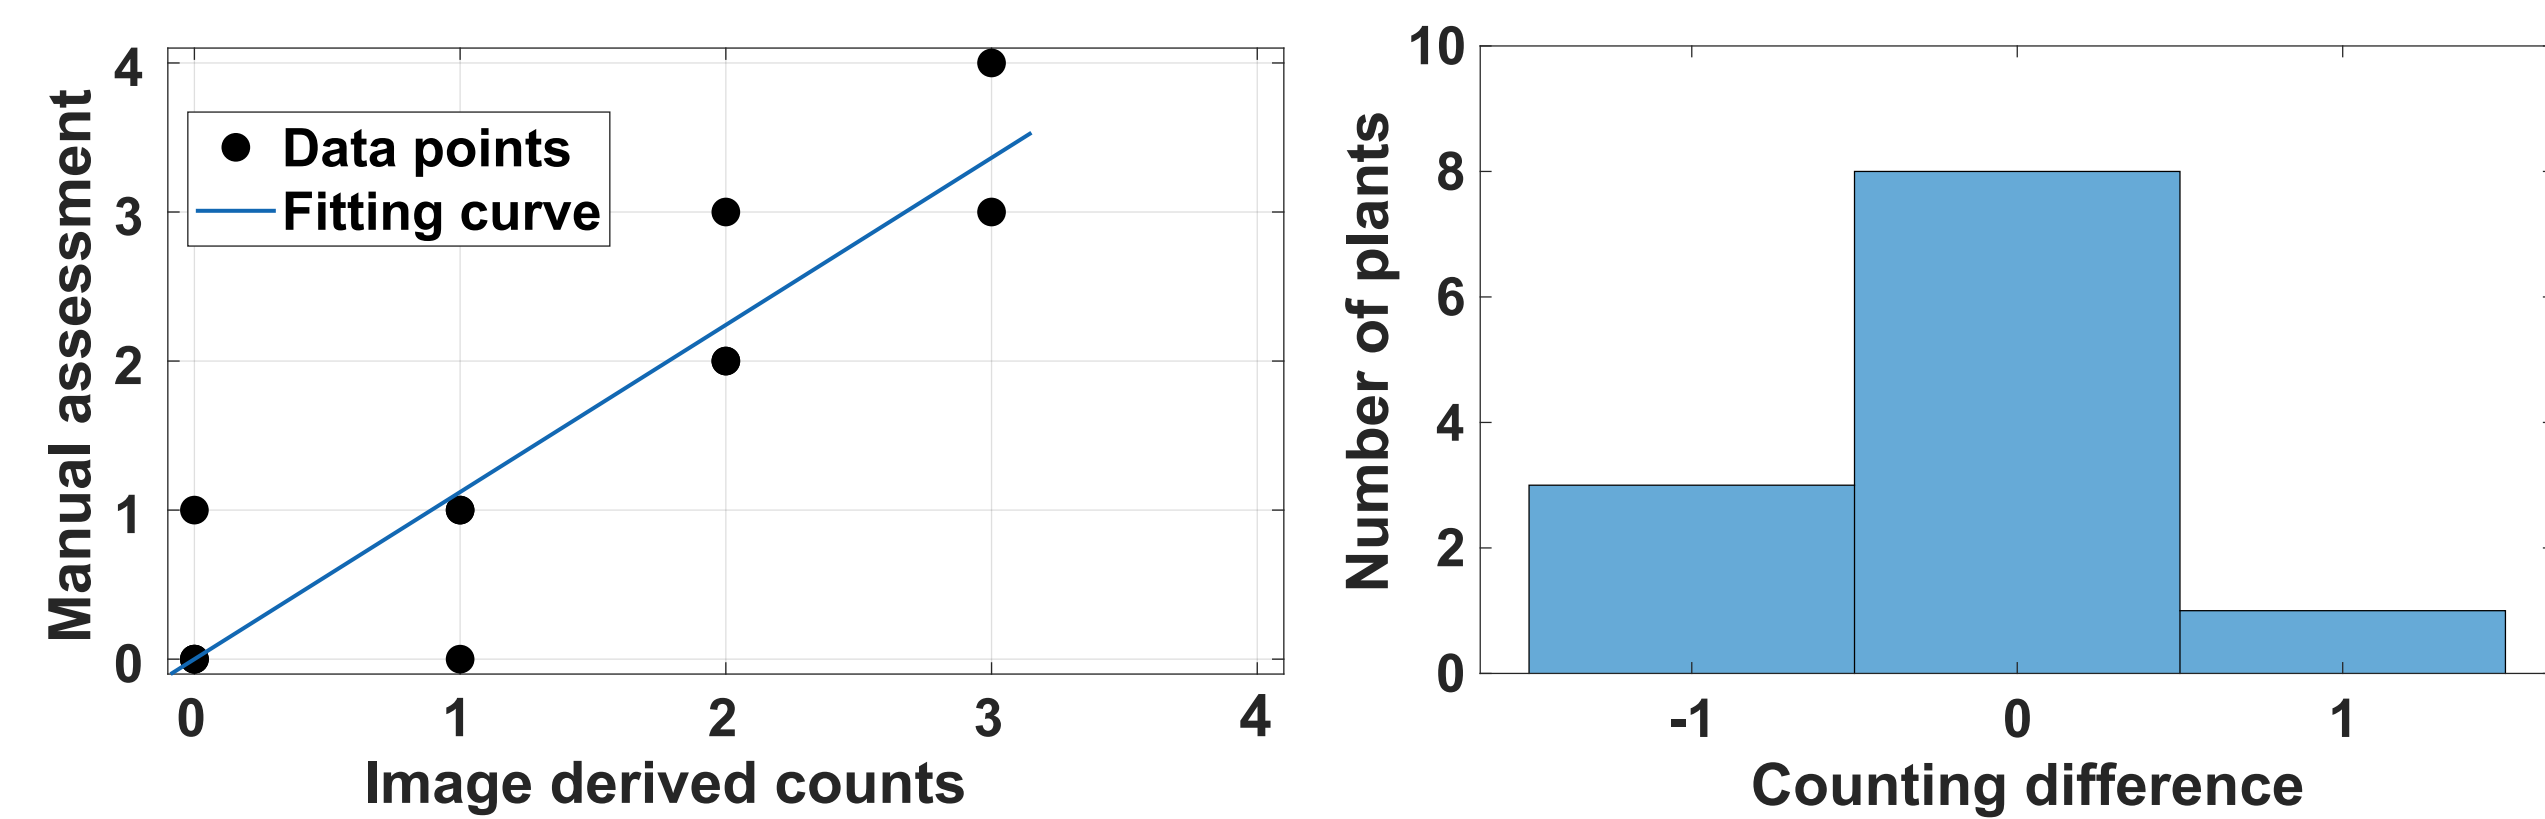 Manual assessment
4
3
2
1
0
Data points
Fitting curve
0 1 2 3 4
Image derived counts
Number of plants
10
8
6
4
2
0
-1 0 1
Counting difference